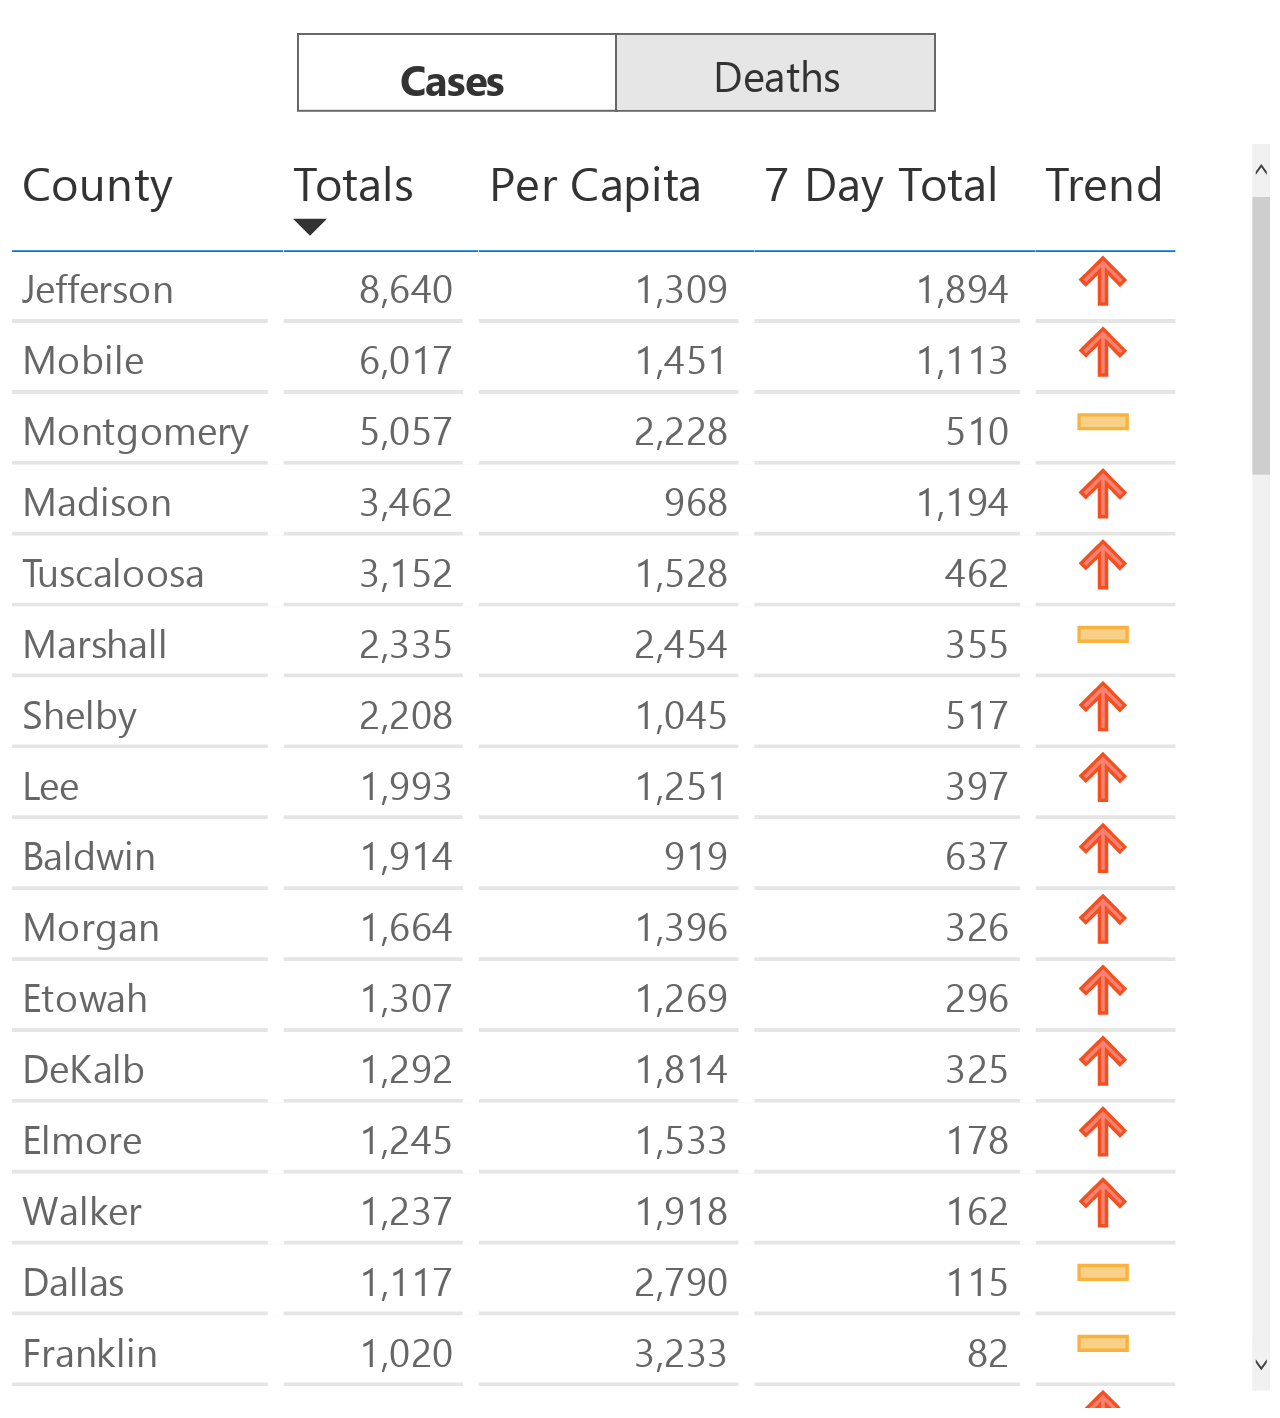 Cases Deaths
County Totals Per Capita 7 Day Total Trend
Jefferson 8,640 1,309 1,894
Mobile 6,017 1,451 1,113
Montgomery 5,057 2,228 510
Madison 3,462 968 1,194
Tuscaloosa 3,152 1,528 462
Marshall 2,335 2,454 355
Shelby 2,208 1,045 517
Lee 1,993 1,251 397
Baldwin 1,914 919 637
Morgan 1,664 1,396 326
Etowah 1,307 1,269 296
DeKalb 1,292 1,814 325
Elmore 1,245 1,533 178
Walker 1,237 1,918 162
Dallas 1,117 2,790 115
Franklin 1,020 3,233 82